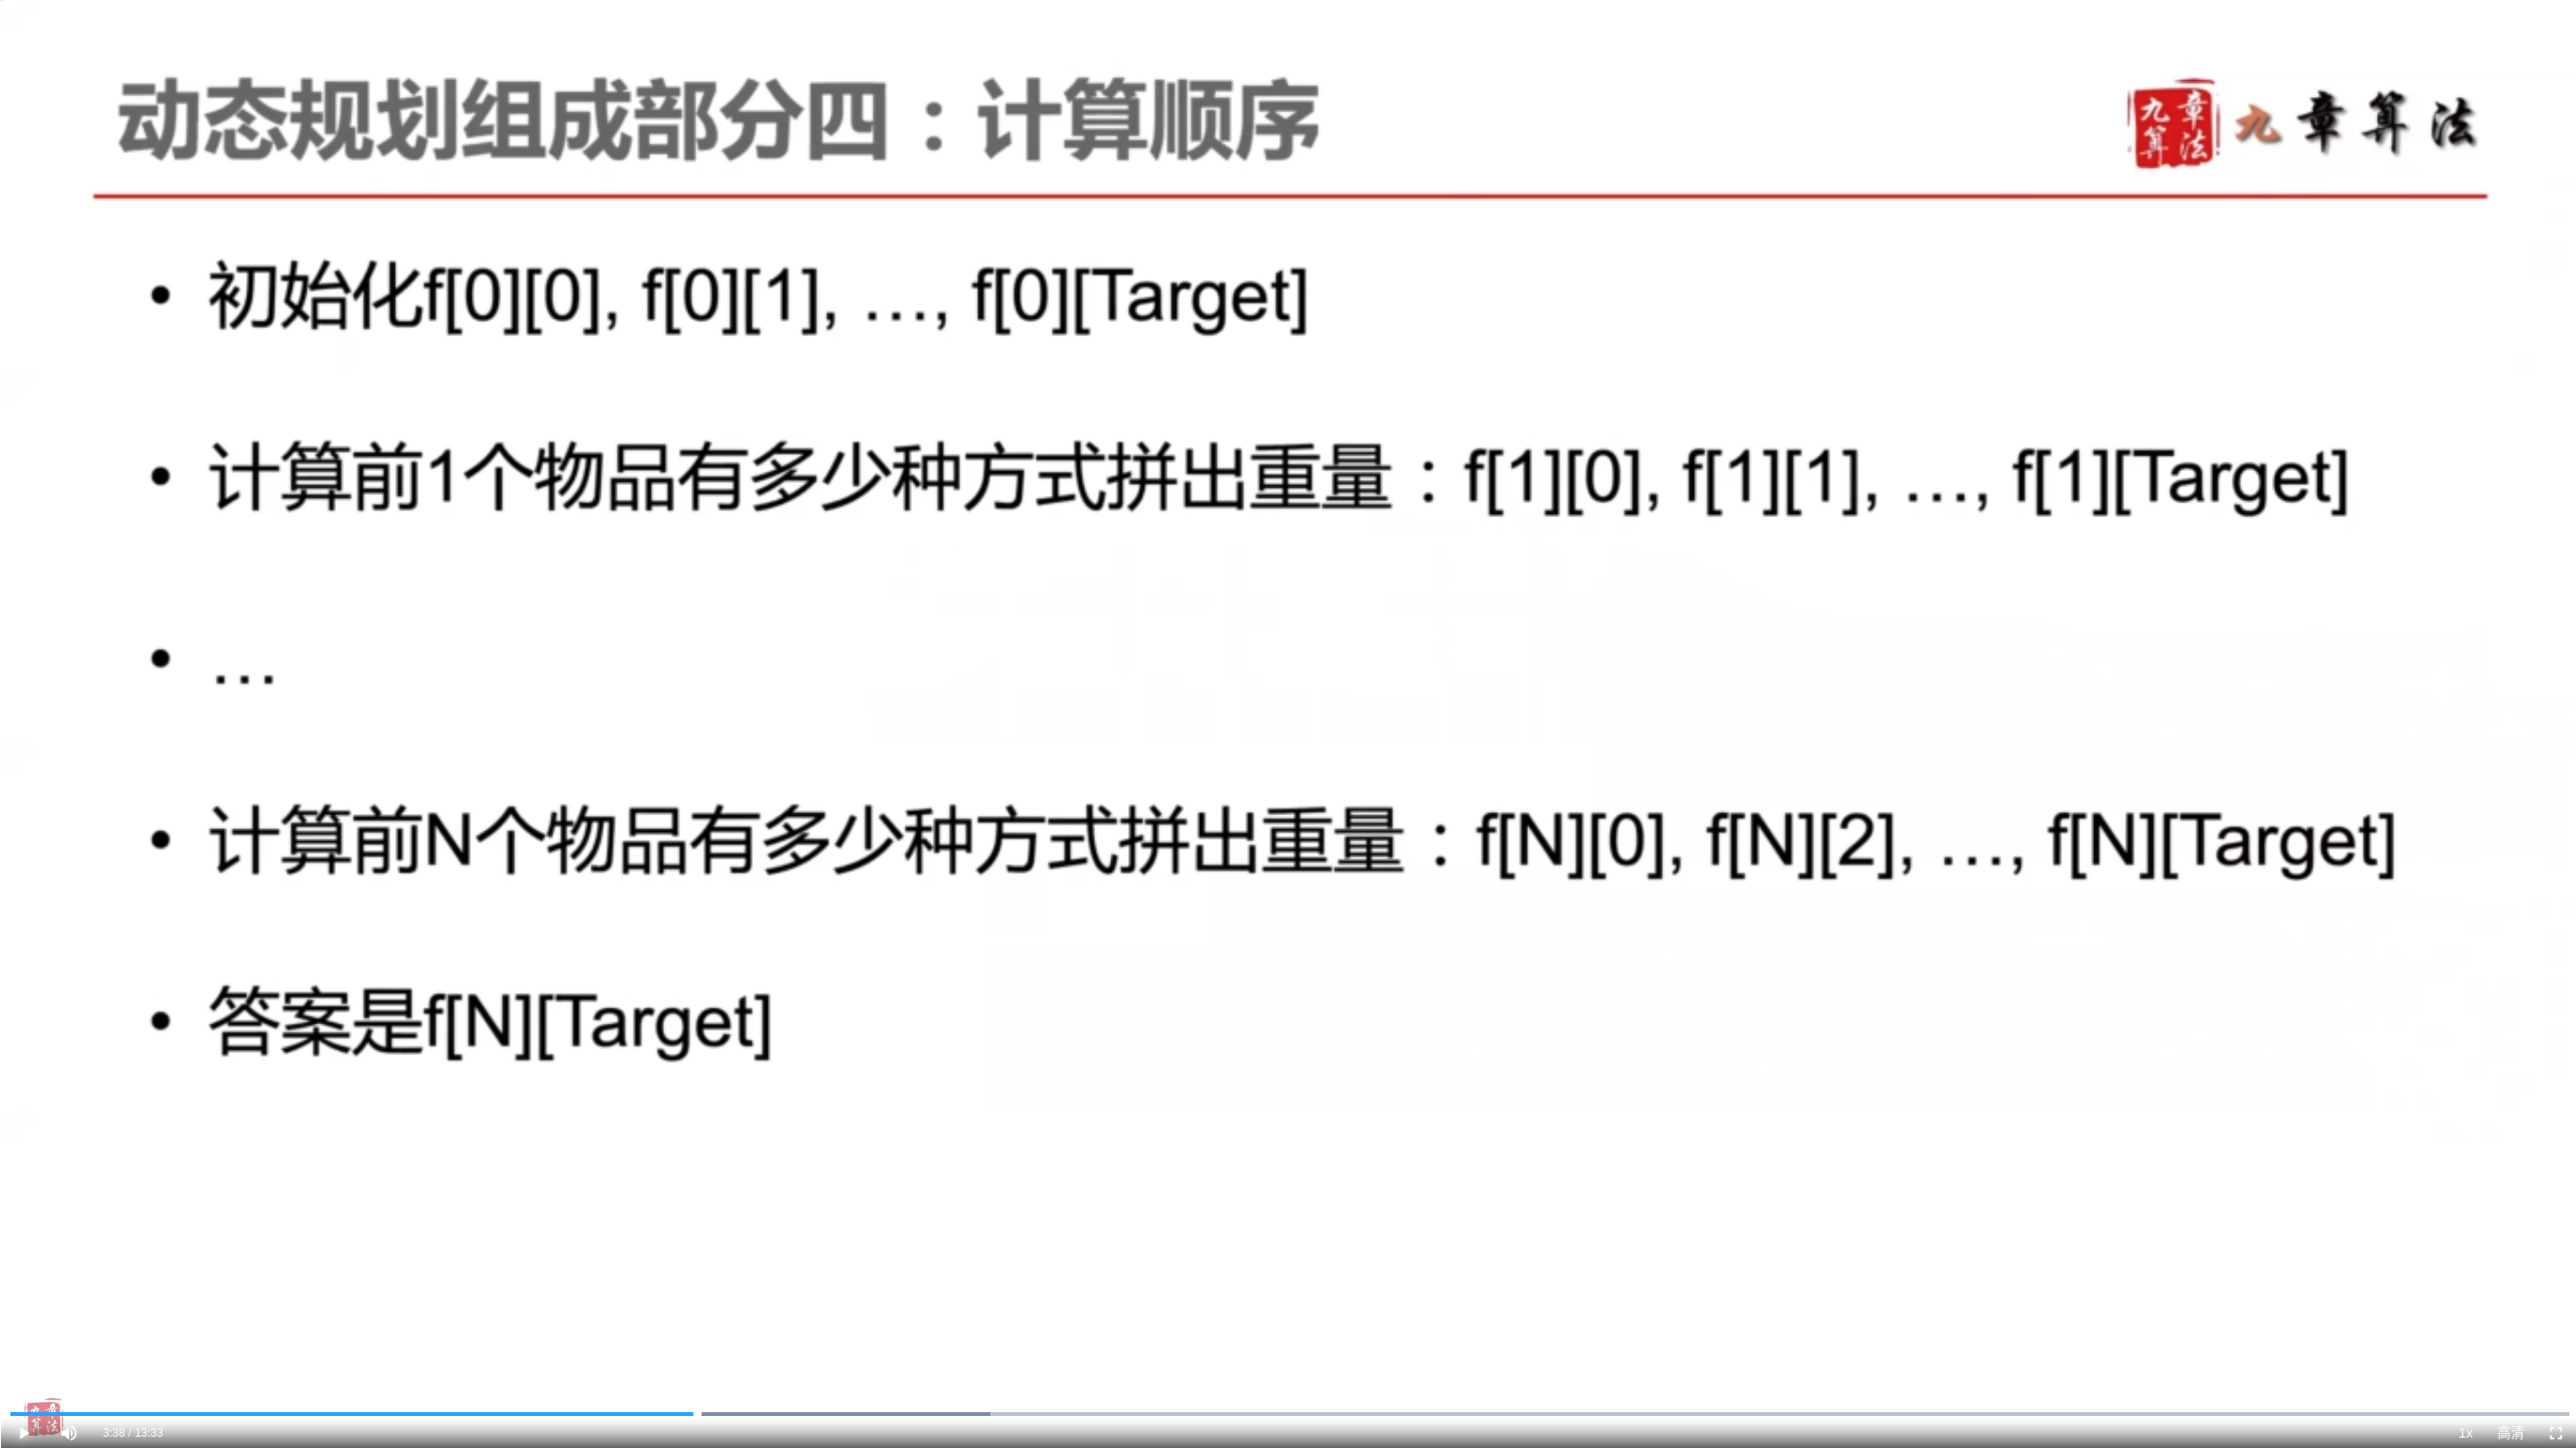 动态规划组成部分四：计算顺序
九章算法
九章算法
• 初始化f[0][0], f[0][1], …, f[0][Target]
• 计算前1个物品有多少种方式拼出重量：f[1][0], f[1][1], …, f[1][Target]
• …
• 计算前N个物品有多少种方式拼出重量：f[N][0], f[N][2], …, f[N][Target]
• 答案是f[N][Target]
九章算法
3:38 / 13:33
1x 高清